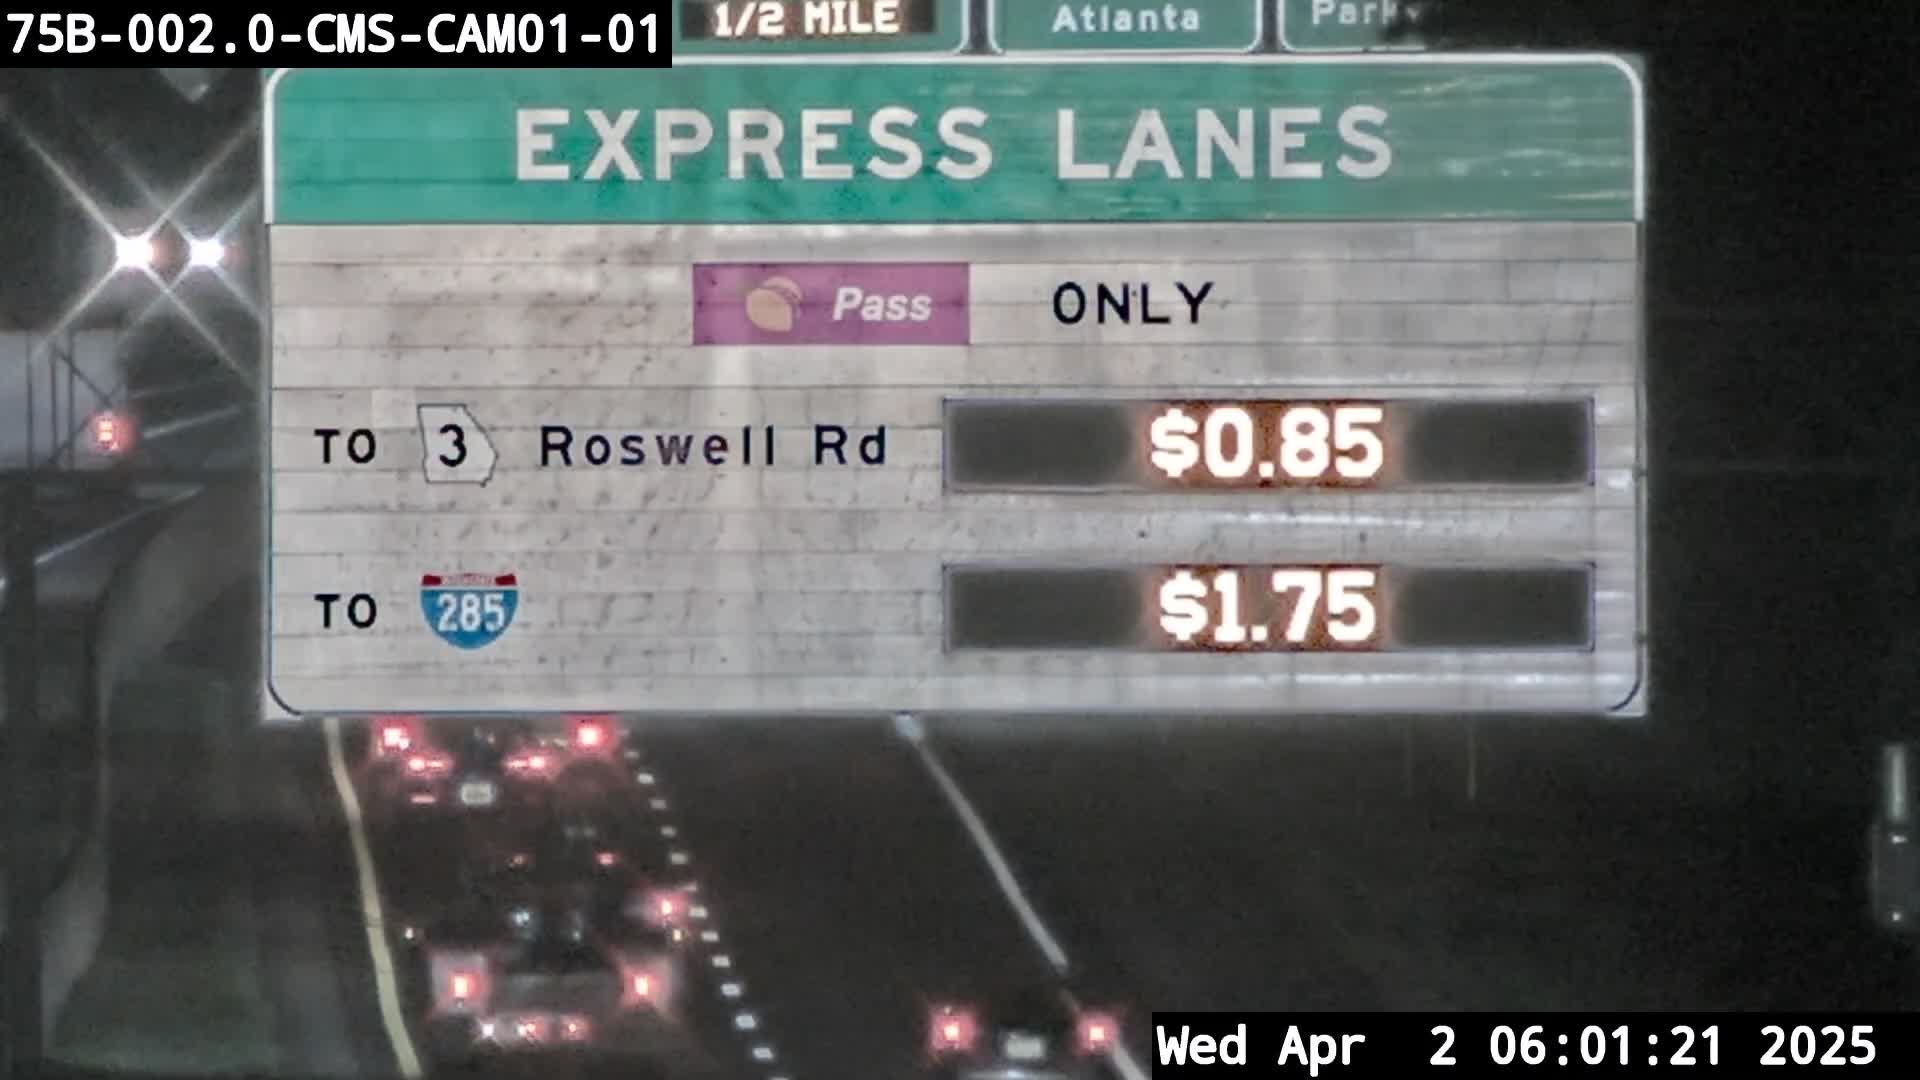 75B-002.0-CMS-CAM01-01
1/2 MILE
Atlanta
EXPRESS LANES
Pass ONLY
TO 3 Roswell Rd $0.85
TO 285 $1.75
Wed Apr 2 06:01:21 2025